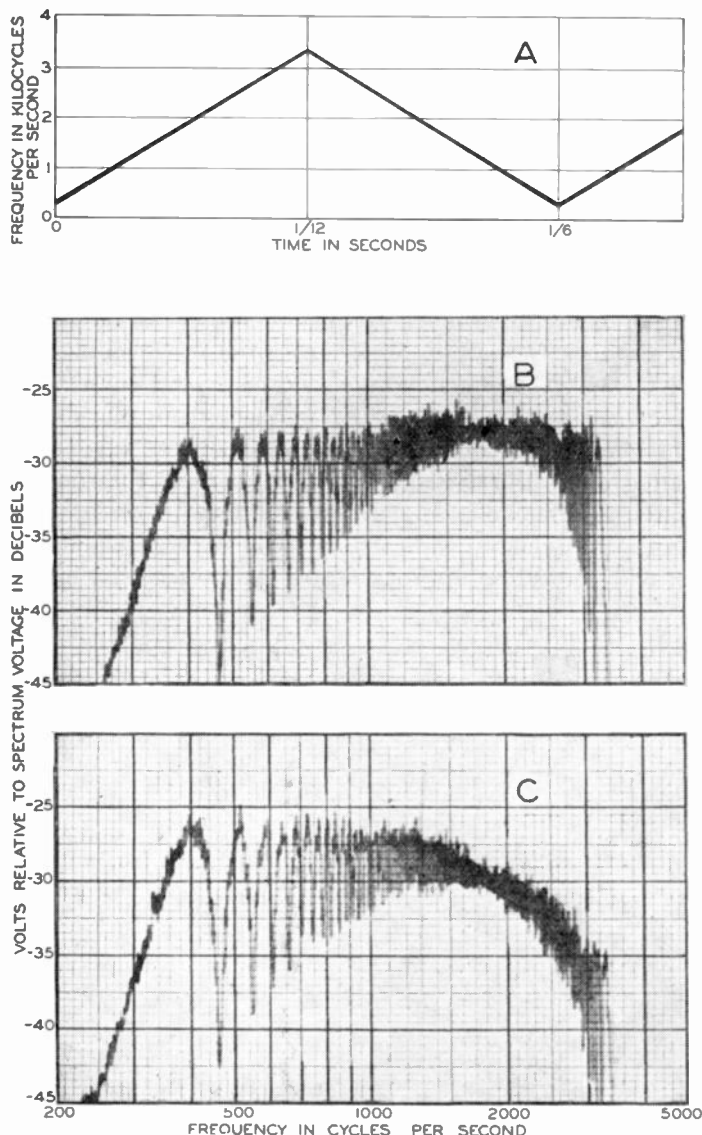 FREQUENCY IN KILOCYCLES
PER SECOND
4
3
2
1
0
A
0
1/12
1/6
TIME IN SECONDS
VOLTS RELATIVE TO SPECTRUM VOLTAGE IN DECIBELS
B
-25
-30
-35
-40
-45
C
-25
-30
-35
-40
-45
200
500
1000
2000
5000
FREQUENCY IN CYCLES PER SECOND